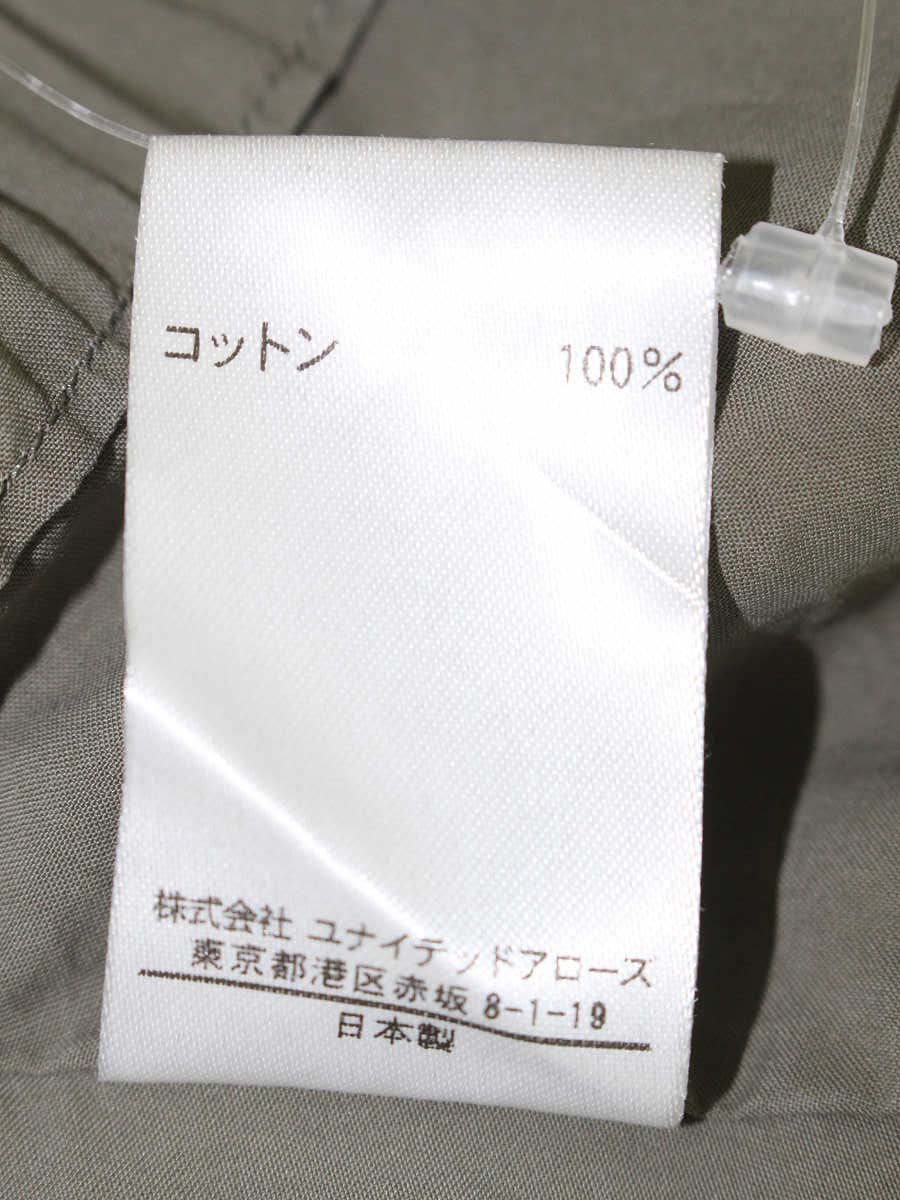 コットン 100%
株式会社 ユナイテッドアローズ
東京都港区赤坂 8-1-19
日本製